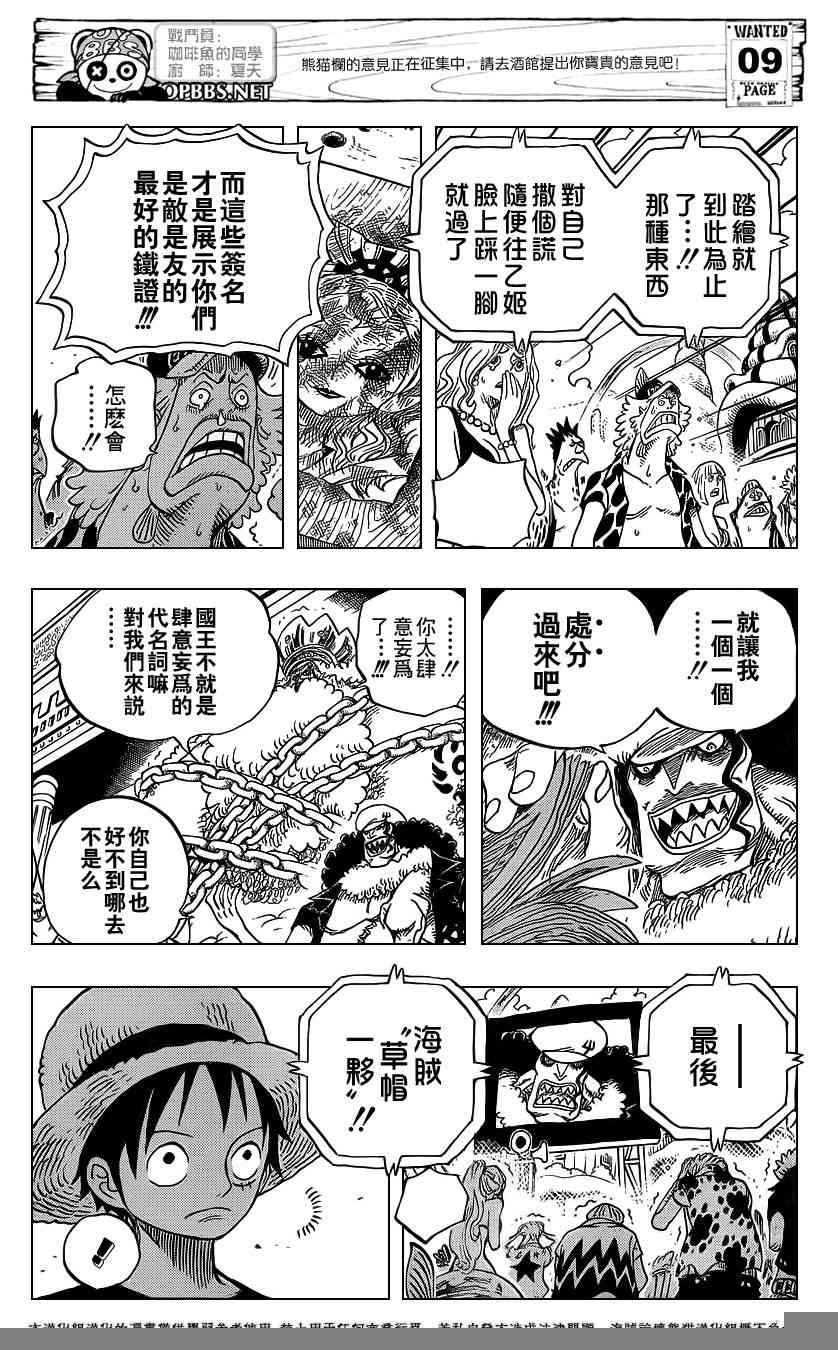 戰鬥員：
咖啡魚的同學
廚　師：夏天
OPBBS.NET
熊猫欄的意見正在征集中，請去酒館提出你寶貴的意見吧！
WANTED
09
PAGE
踏繪就
到此為止
了…!!
那種東西
對自己
撒個謊
隨便往乙姬
臉上踩一腳
就過了
而這些簽名
才是展示你們
是敵是友的
最好的鐵證!!!
怎麽會
……!!
就讓我
一個一個
……!!
處分
過來吧!!!
……!!
你太肆
意妄爲
了…!!!
國王不就是
肆意妄爲的
代名詞嘛
對我們來説
……
你自己也
好不到哪去
不是么
最後——
海賊
"草帽
一夥"!!
!